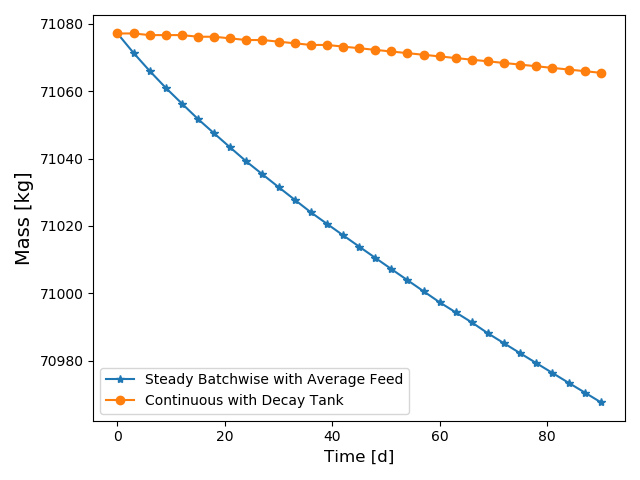 71080
71060
71040
71020
71000
70980
Mass [kg]
Steady Batchwise with Average Feed
Continuous with Decay Tank
0
20
40
60
80
Time [d]